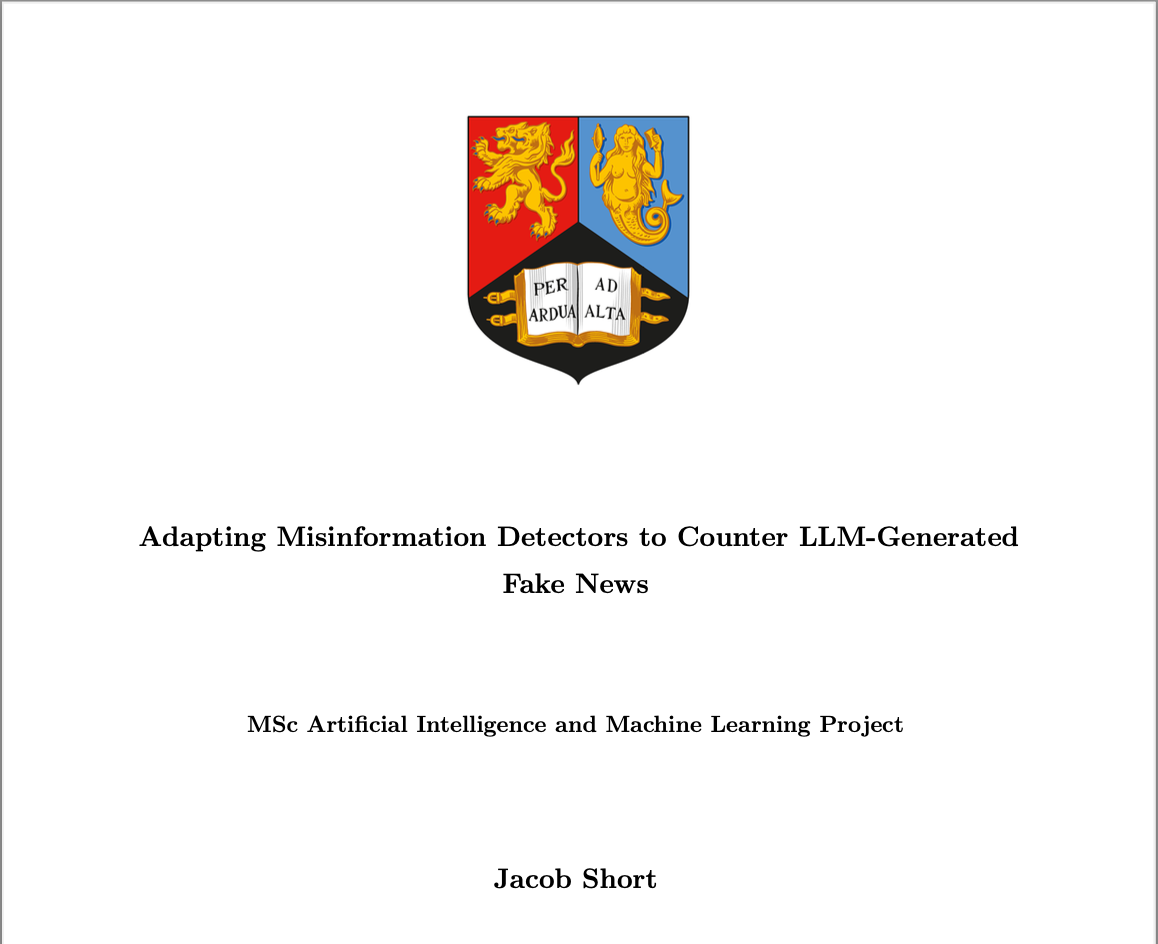 PER AD
ARDUA ALTA
Adapting Misinformation Detectors to Counter LLM-Generated
Fake News
MSc Artificial Intelligence and Machine Learning Project
Jacob Short